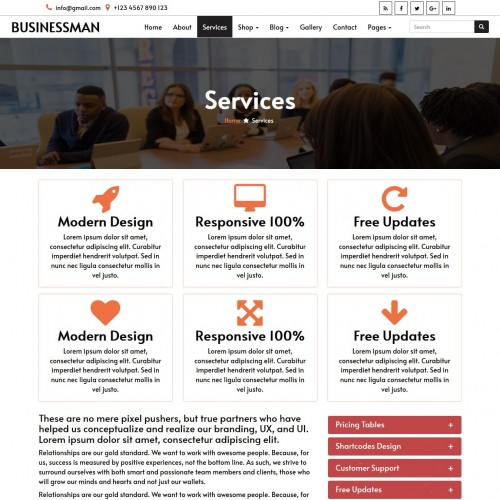 info@gmail.com +123 4567 890 123
BUSINESSMAN
Home About Services Shop Blog Gallery Contact Pages Search
Services
Home Services
Modern Design
Lorem ipsum dolor sit amet,
consectetur adipiscing elit. Curabitur
imperdiet hendrerit volutpat. Sed in
nunc nec ligula consectetur mollis in
vel justo.
Responsive 100%
Lorem ipsum dolor sit amet,
consectetur adipiscing elit. Curabitur
imperdiet hendrerit volutpat. Sed in
nunc nec ligula consectetur mollis in
vel justo.
Free Updates
Lorem ipsum dolor sit amet,
consectetur adipiscing elit. Curabitur
imperdiet hendrerit volutpat. Sed in
nunc nec ligula consectetur mollis in
vel justo.
Modern Design
Lorem ipsum dolor sit amet,
consectetur adipiscing elit. Curabitur
imperdiet hendrerit volutpat. Sed in
nunc nec ligula consectetur mollis in
vel justo.
Responsive 100%
Lorem ipsum dolor sit amet,
consectetur adipiscing elit. Curabitur
imperdiet hendrerit volutpat. Sed in
nunc nec ligula consectetur mollis in
vel justo.
Free Updates
Lorem ipsum dolor sit amet,
consectetur adipiscing elit. Curabitur
imperdiet hendrerit volutpat. Sed in
nunc nec ligula consectetur mollis in
vel justo.
These are no mere pixel pushers, but true partners who have
helped us conceptualize and realize our branding, UX, and UI.
Lorem ipsum dolor sit amet, consectetur adipiscing elit.
Relationships are our gold standard. We want to work with awesome people. Because, for
us, success is measured by positive experiences, not the bottom line. As such, we strive to
surround ourselves with both smart and passionate team members and clients, those who
will grow our minds and hearts and not just our wallets.
Relationships are our gold standard. We want to work with awesome people. Because, for
Pricing Tables +
Shartcodes Design +
Customer Support +
Free Updates +